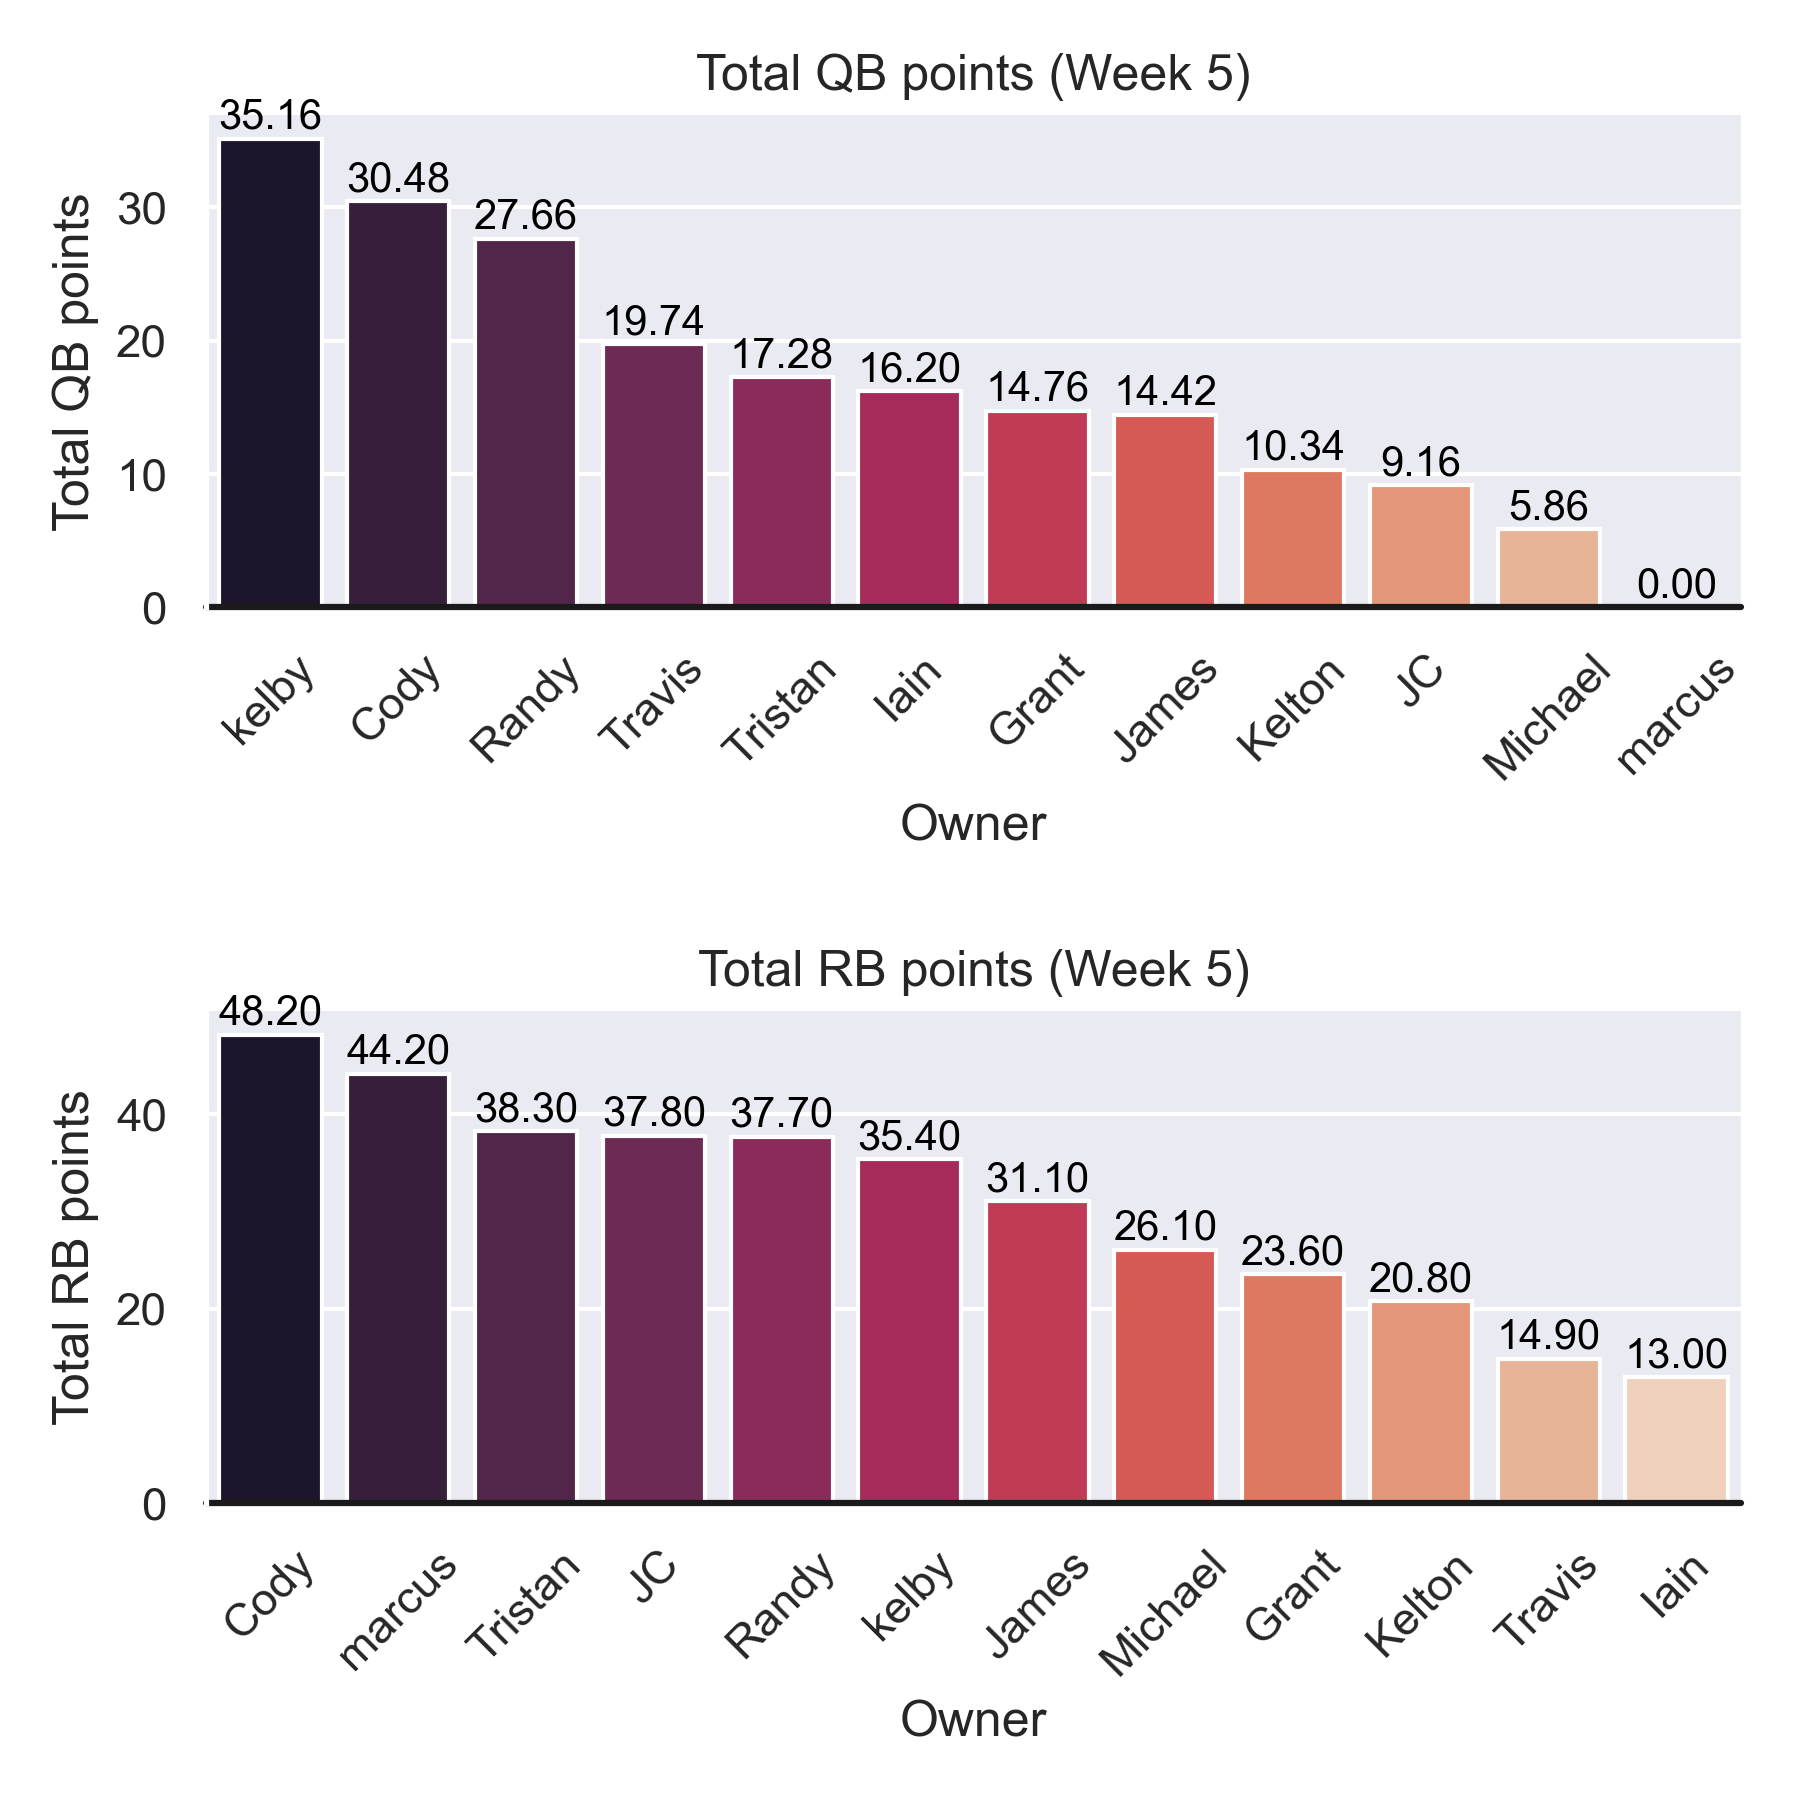 Total QB points (Week 5)
35.16
30.48
27.66
19.74
17.28
16.20
14.76
14.42
10.34
9.16
5.86
0.00
30
20
10
0
Total QB points
kelby
Cody
Randy
Travis
Tristan
Iain
Grant
James
Kelton
JC
Michael
marcus
Owner
Total RB points (Week 5)
48.20
44.20
38.30
37.80
37.70
35.40
31.10
26.10
23.60
20.80
14.90
13.00
40
20
0
Total RB points
Cody
marcus
Tristan
JC
Randy
kelby
James
Michael
Grant
Kelton
Travis
Iain
Owner